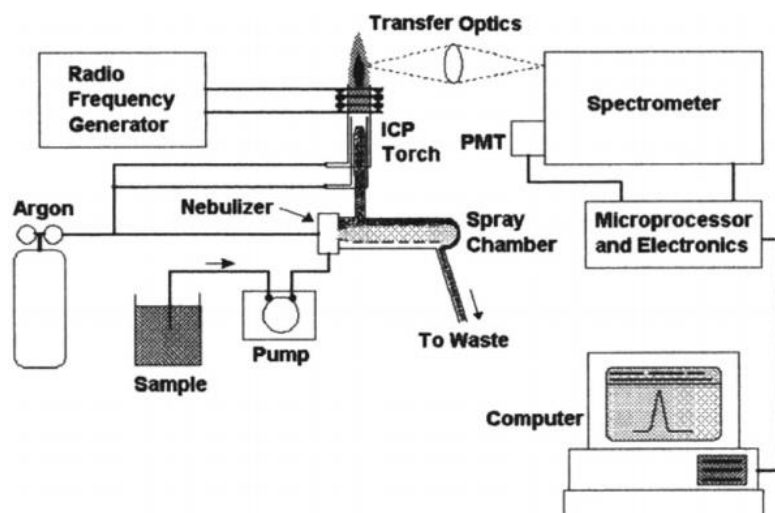 Transfer Optics
Radio
Frequency
Generator
ICP
Torch
Spectrometer
PMT
Argon
Nebulizer
Spray
Chamber
Microprocessor
and Electronics
Pump
Sample
To Waste
Computer